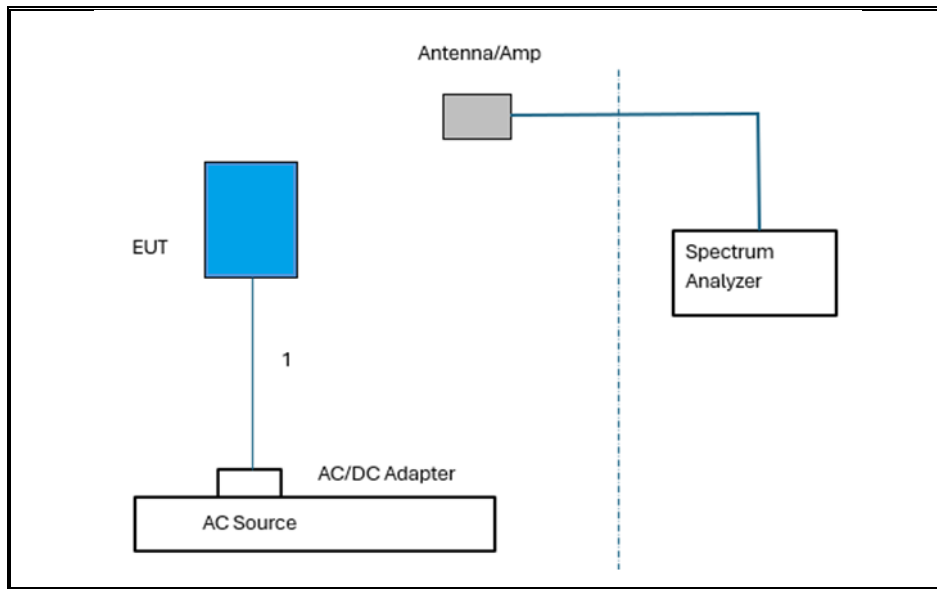 Antenna/Amp
EUT
Spectrum
Analyzer
1
AC/DC Adapter
AC Source